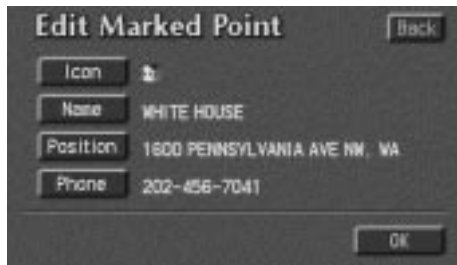 Edit Marked Point Back
Icon
Name WHITE HOUSE
Position 1600 PENNSYLVANIA AVE NW, WA
Phone 202-456-7041
OK